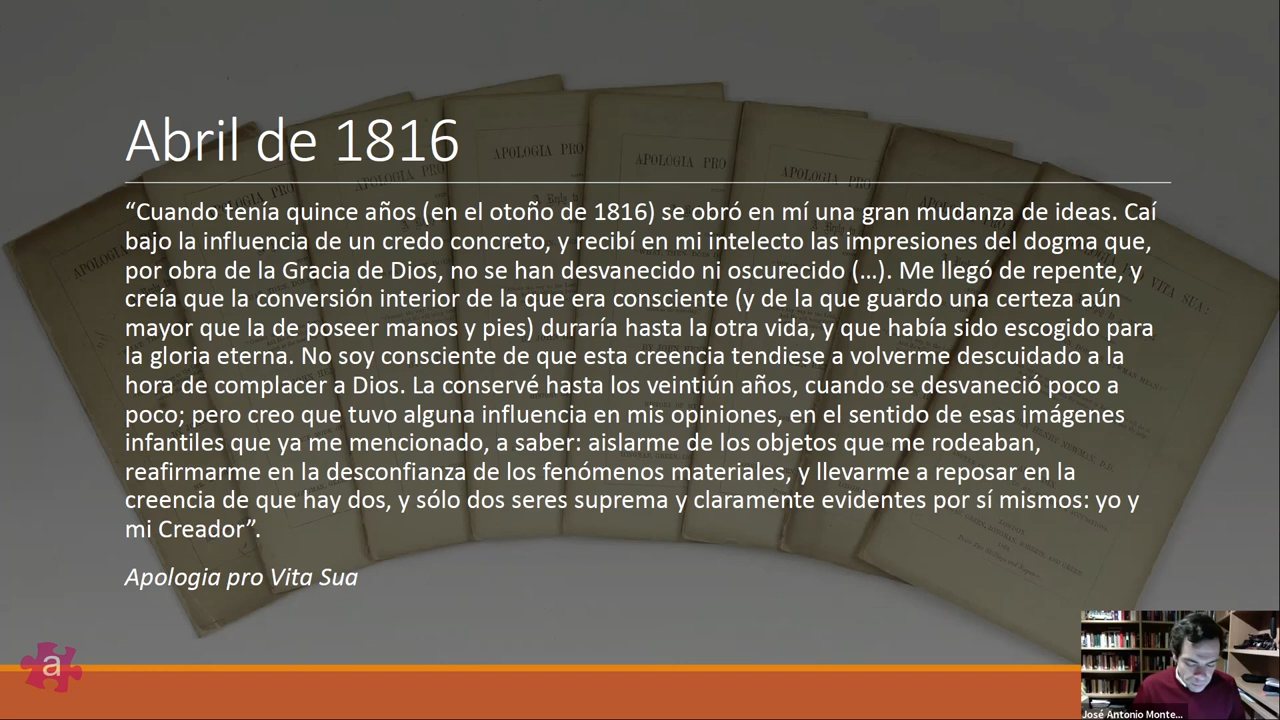 Abril de 1816
“Cuando tenía quince años (en el otoño de 1816) se obró en mí una gran mudanza de ideas. Caí
bajo la influencia de un credo concreto, y recibí en mi intelecto las impresiones del dogma que,
por obra de la Gracia de Dios, no se han desvanecido ni oscurecido (…). Me llegó de repente, y
creía que la conversión interior de la que era consciente (y de la que guardo una certeza aún
mayor que la de poseer manos y pies) duraría hasta la otra vida, y que había sido escogido para
la gloria eterna. No soy consciente de que esta creencia tendiese a volverme descuidado a la
hora de complacer a Dios. La conservé hasta los veintiún años, cuando se desvaneció poco a
poco; pero creo que tuvo alguna influencia en mis opiniones, en el sentido de esas imágenes
infantiles que ya me mencionado, a saber: aislarme de los objetos que me rodeaban,
reafirmarme en la desconfianza de los fenómenos materiales, y llevarme a reposar en la
creencia de que hay dos, y sólo dos seres suprema y claramente evidentes por sí mismos: yo y
mi Creador”.
Apologia pro Vita Sua
APOLOGIA PRO
APOLOGIA PRO
APOLOGIA PRO
a
José Antonio Monte...